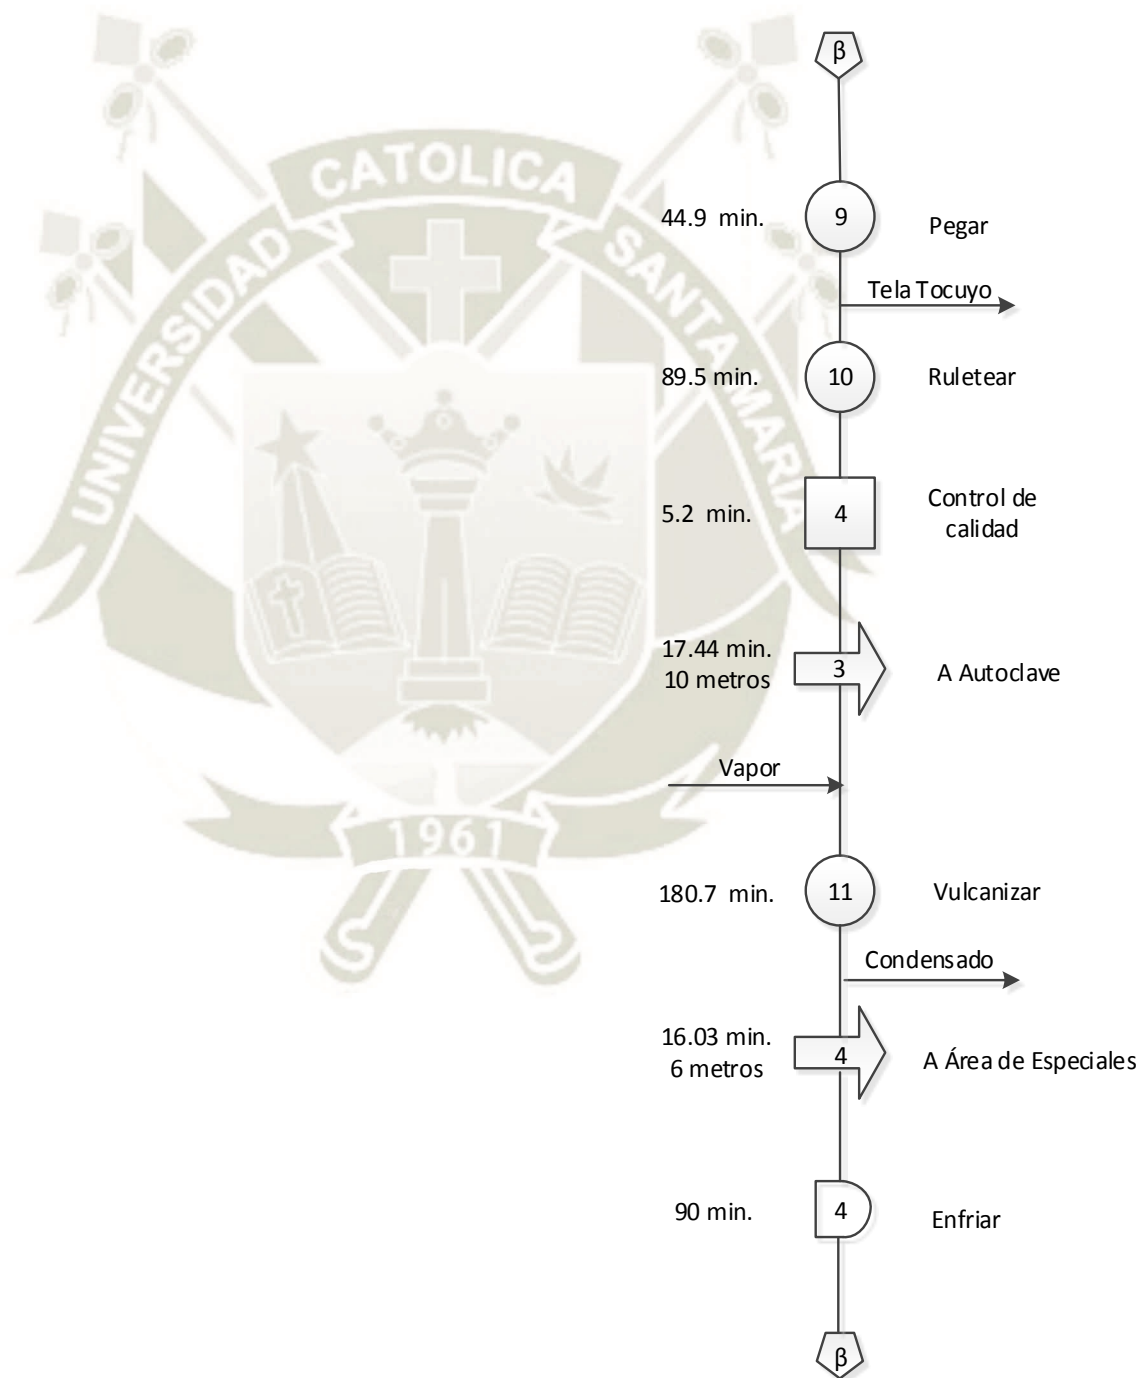 β
44.9 min.
9
Pegar
Tela Tocuyo
89.5 min.
10
Ruletear
5.2 min.
4
Control de
calidad
17.44 min.
10 metros
3
A Autoclave
Vapor
180.7 min.
11
Vulcanizar
Condensado
16.03 min.
6 metros
4
A Área de Especiales
90 min.
4
Enfriar
β
UNIVERSIDAD
CATOLICA
SANTA MARIA
1961